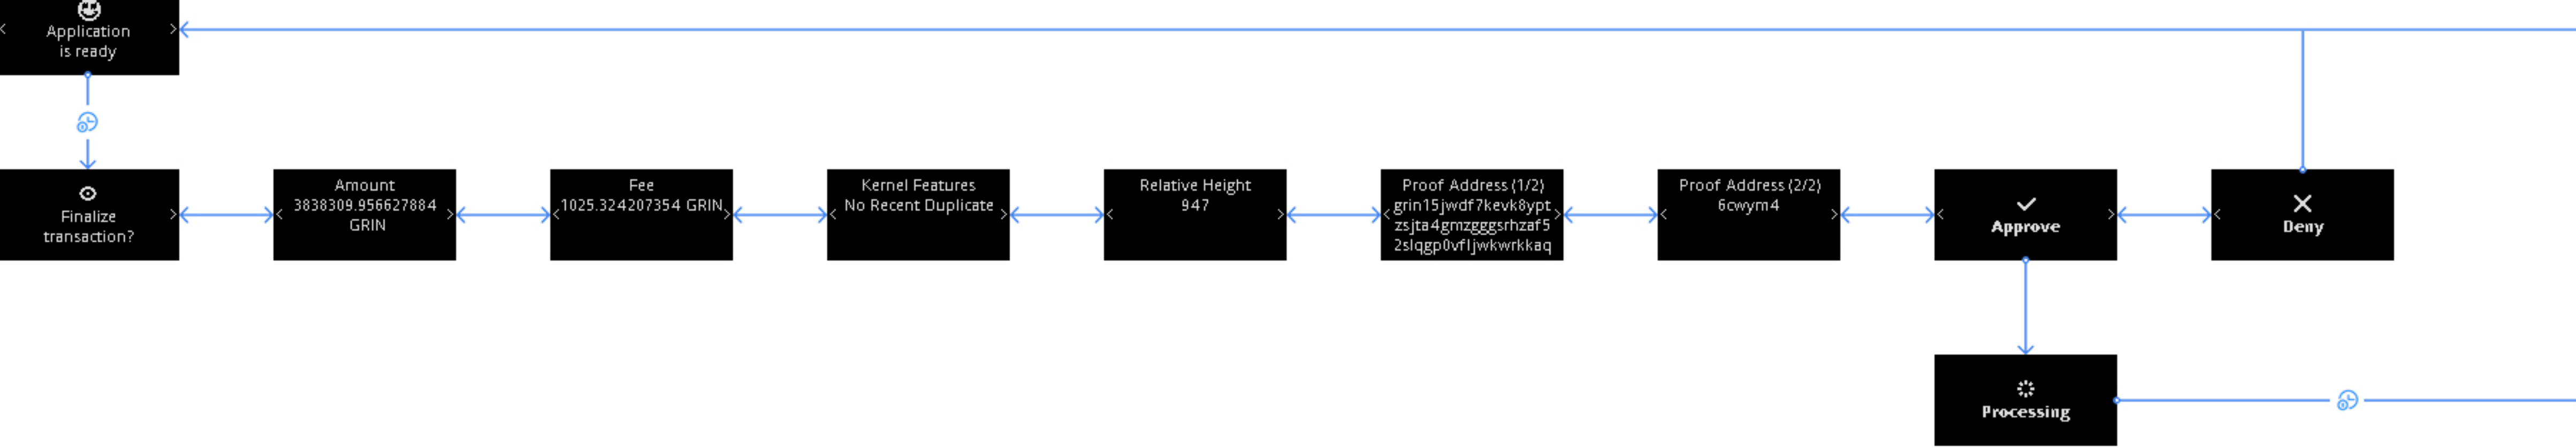 Application
is ready
Finalize
transaction?
Amount
3838309.956627884
GRIN
Fee
1025.324207354 GRIN
Kernel Features
No Recent Duplicate
Relative Height
947
Proof Address (1/2)
grin15jwdf7kevk8ypt
zsjta4gmzgggsrhzaf5
2slqgp0vfljwkwrkkaq
Proof Address (2/2)
6cwym4
Approve
Deny
Processing